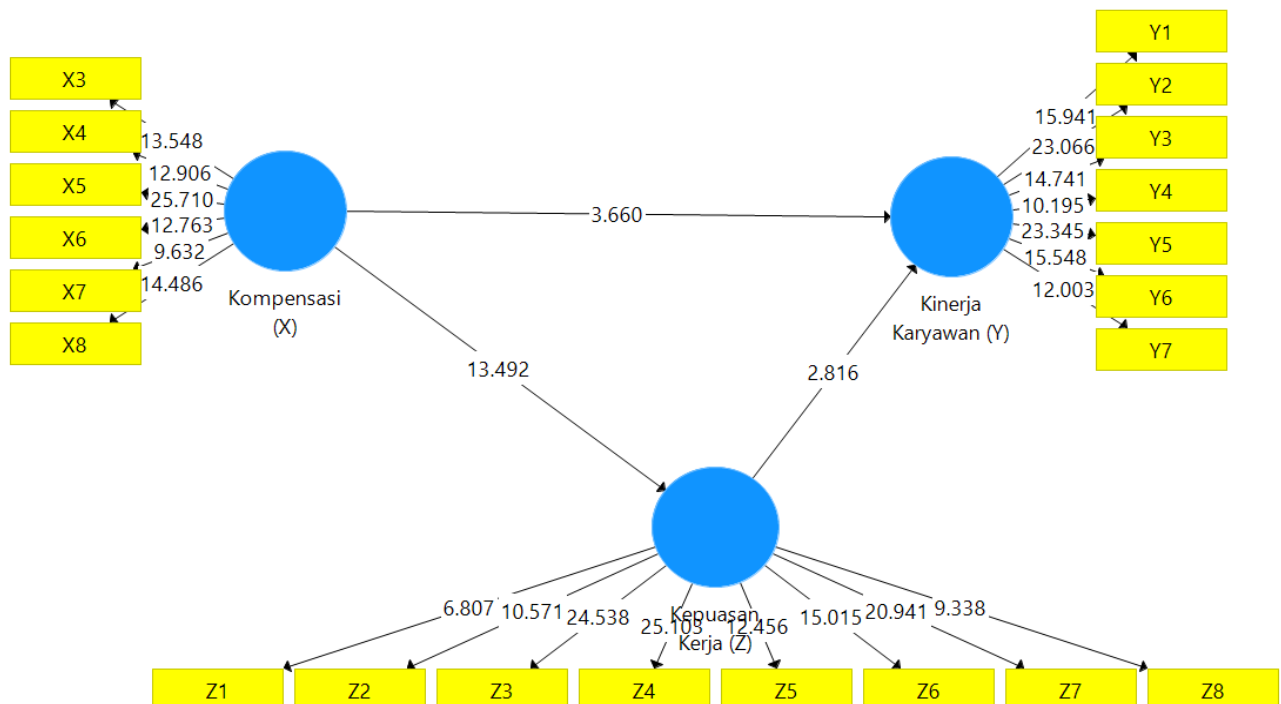 Y1
X3
Y2
15.941
X4
13.548
23.066
Y3
12.906
14.741
X5
25.710
Y4
10.195
3.660
12.763
23.345
X6
9.632
Y5
15.548
X7
14.486
12.003
Y6
Kompensasi
(X)
Kinerja
Karyawan (Y)
X8
Y7
13.492
2.816
6.807
10.571
24.538
25.103
Kepuasan
Kerja (Z)
12.456
15.015
20.941
9.338
Z1
Z2
Z3
Z4
Z5
Z6
Z7
Z8